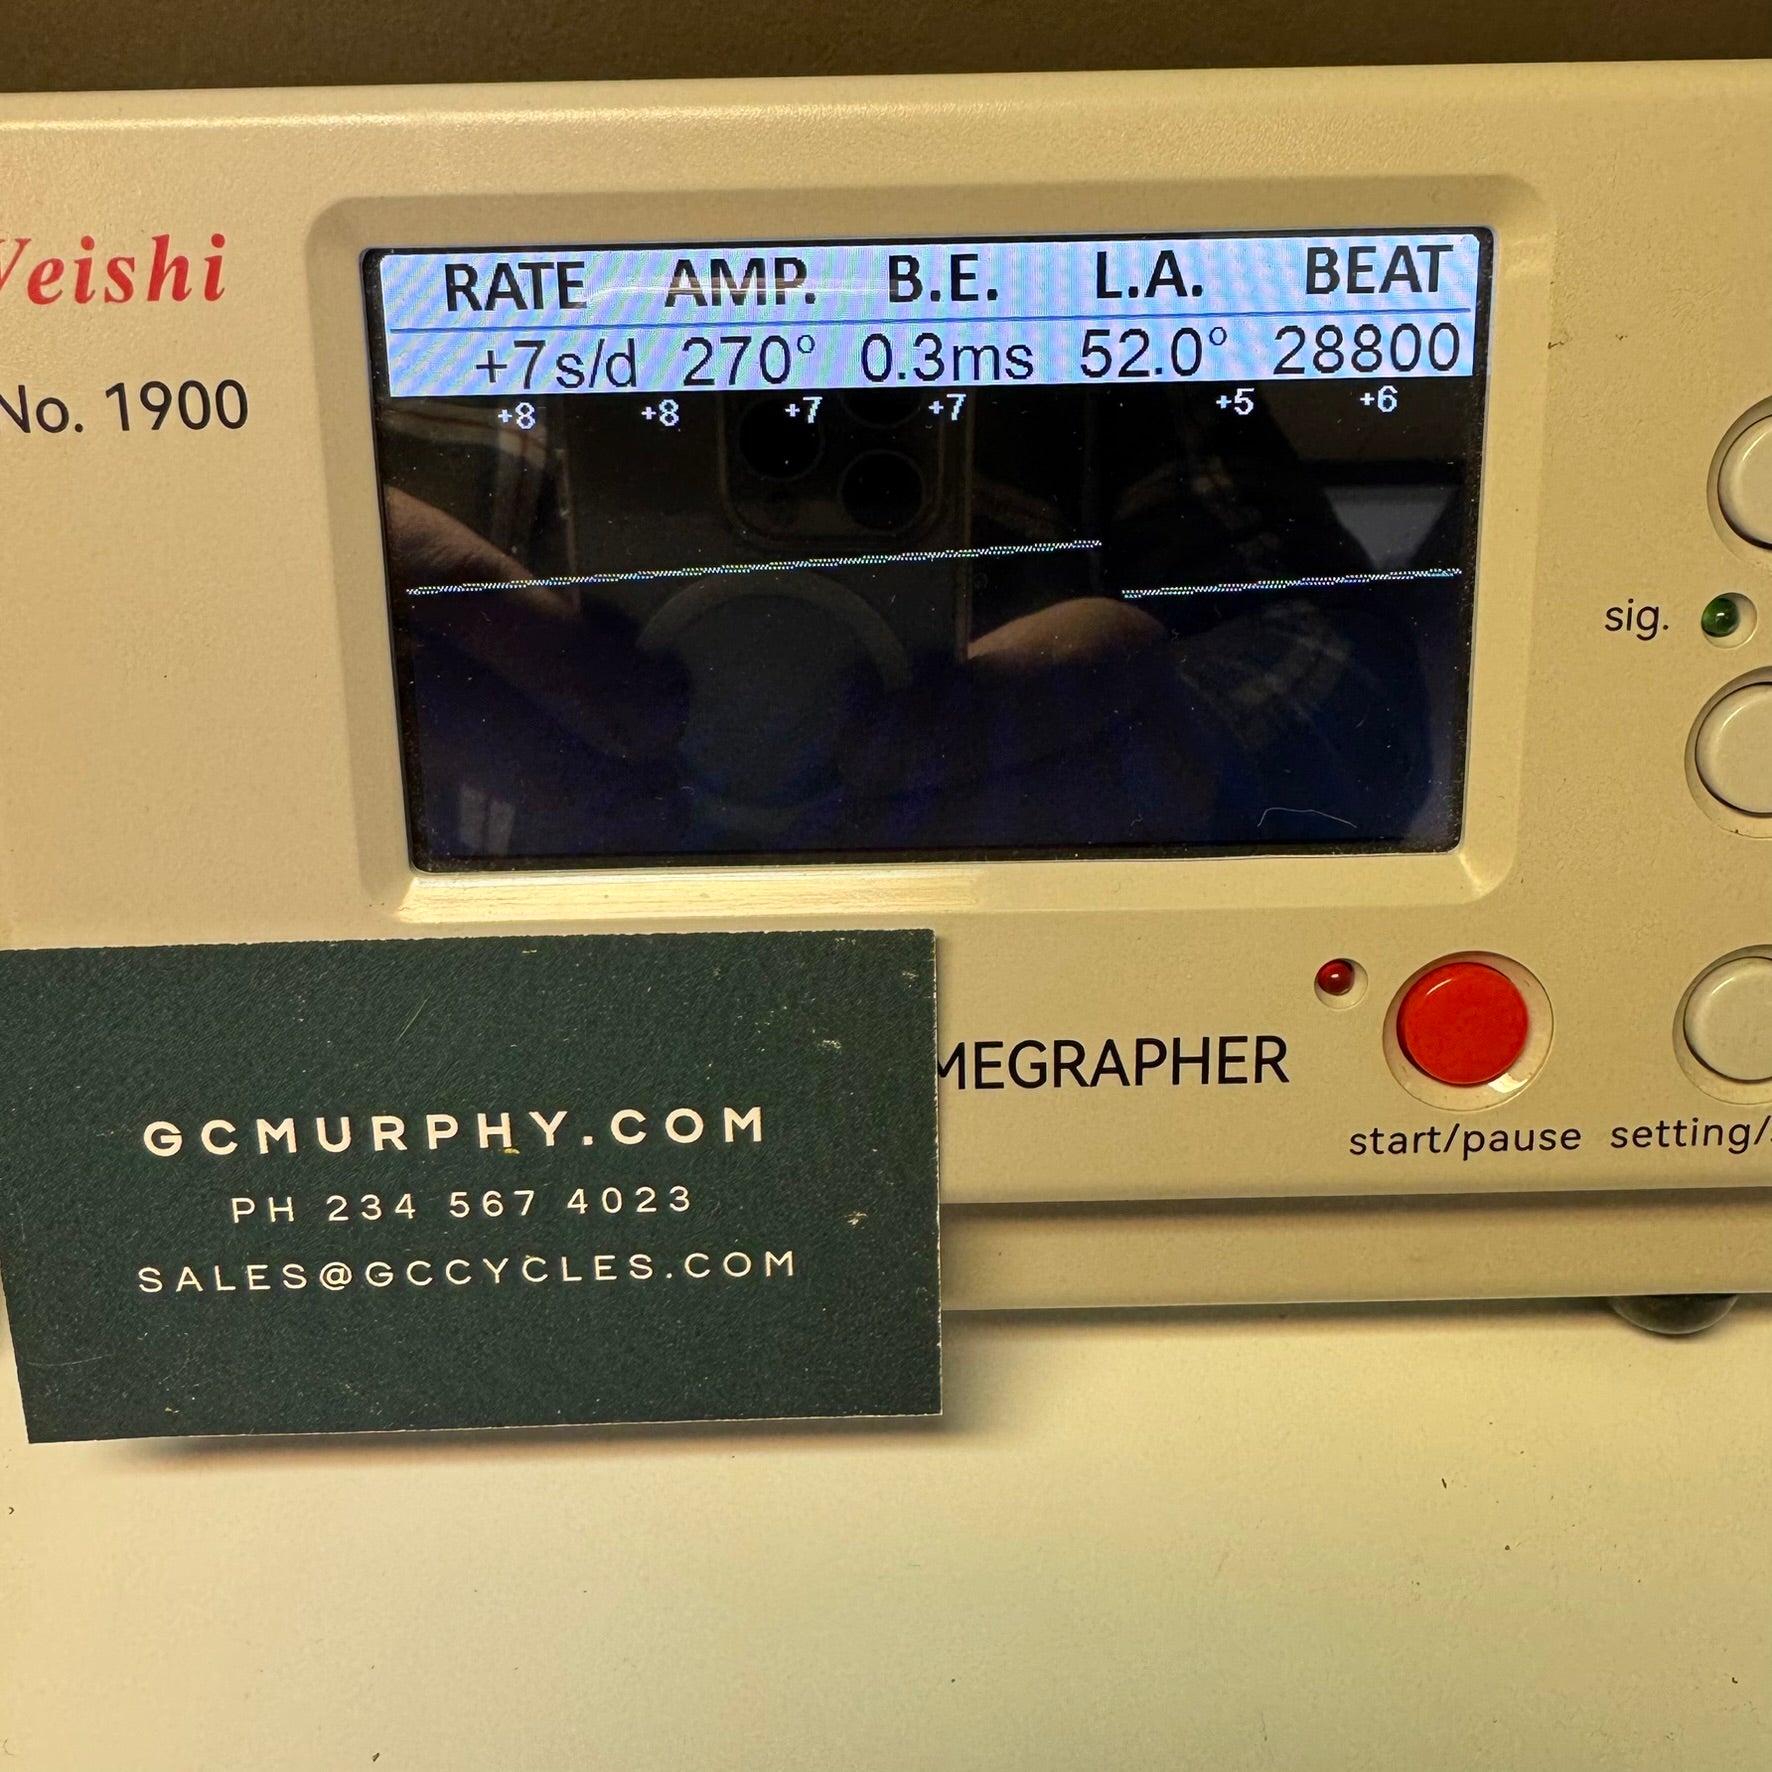 RATE AMP. B.E. L.A. BEAT
+7s/d 270° 0.3ms 52.0° 28800
+8 +8 +7 +7 +5 +6
Veishi
No. 1900
sig.
MEGRAPHER
start/pause setting/
GCMURPHY.COM
PH 234 567 4023
SALES@GCCYCLES.COM